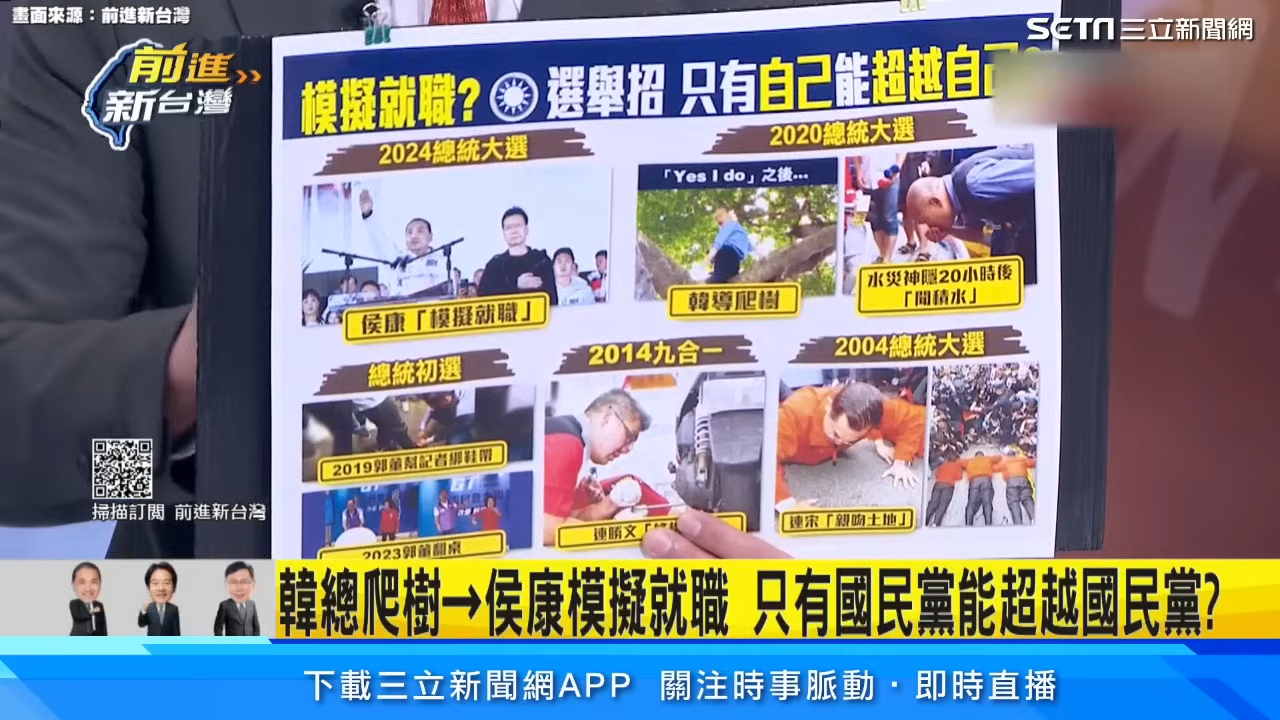 畫面來源：前進新台灣
SETN三立新聞網
前進
新台灣
模擬就職? 選舉招 只有自己能超越自己?
2024總統大選
2020總統大選
「Yes I do」之後…
侯康「模擬就職」
韓導爬樹
水災神隱20小時後
「聞積水」
總統初選
2014九合一
2004總統大選
2019郭董幫記者綁鞋帶
2023郭董翻桌
連勝文
連宋「親吻土地」
掃描訂閱 前進新台灣
韓總爬樹→侯康模擬就職 只有國民黨能超越國民黨?
下載三立新聞網APP 關注時事脈動・即時直播